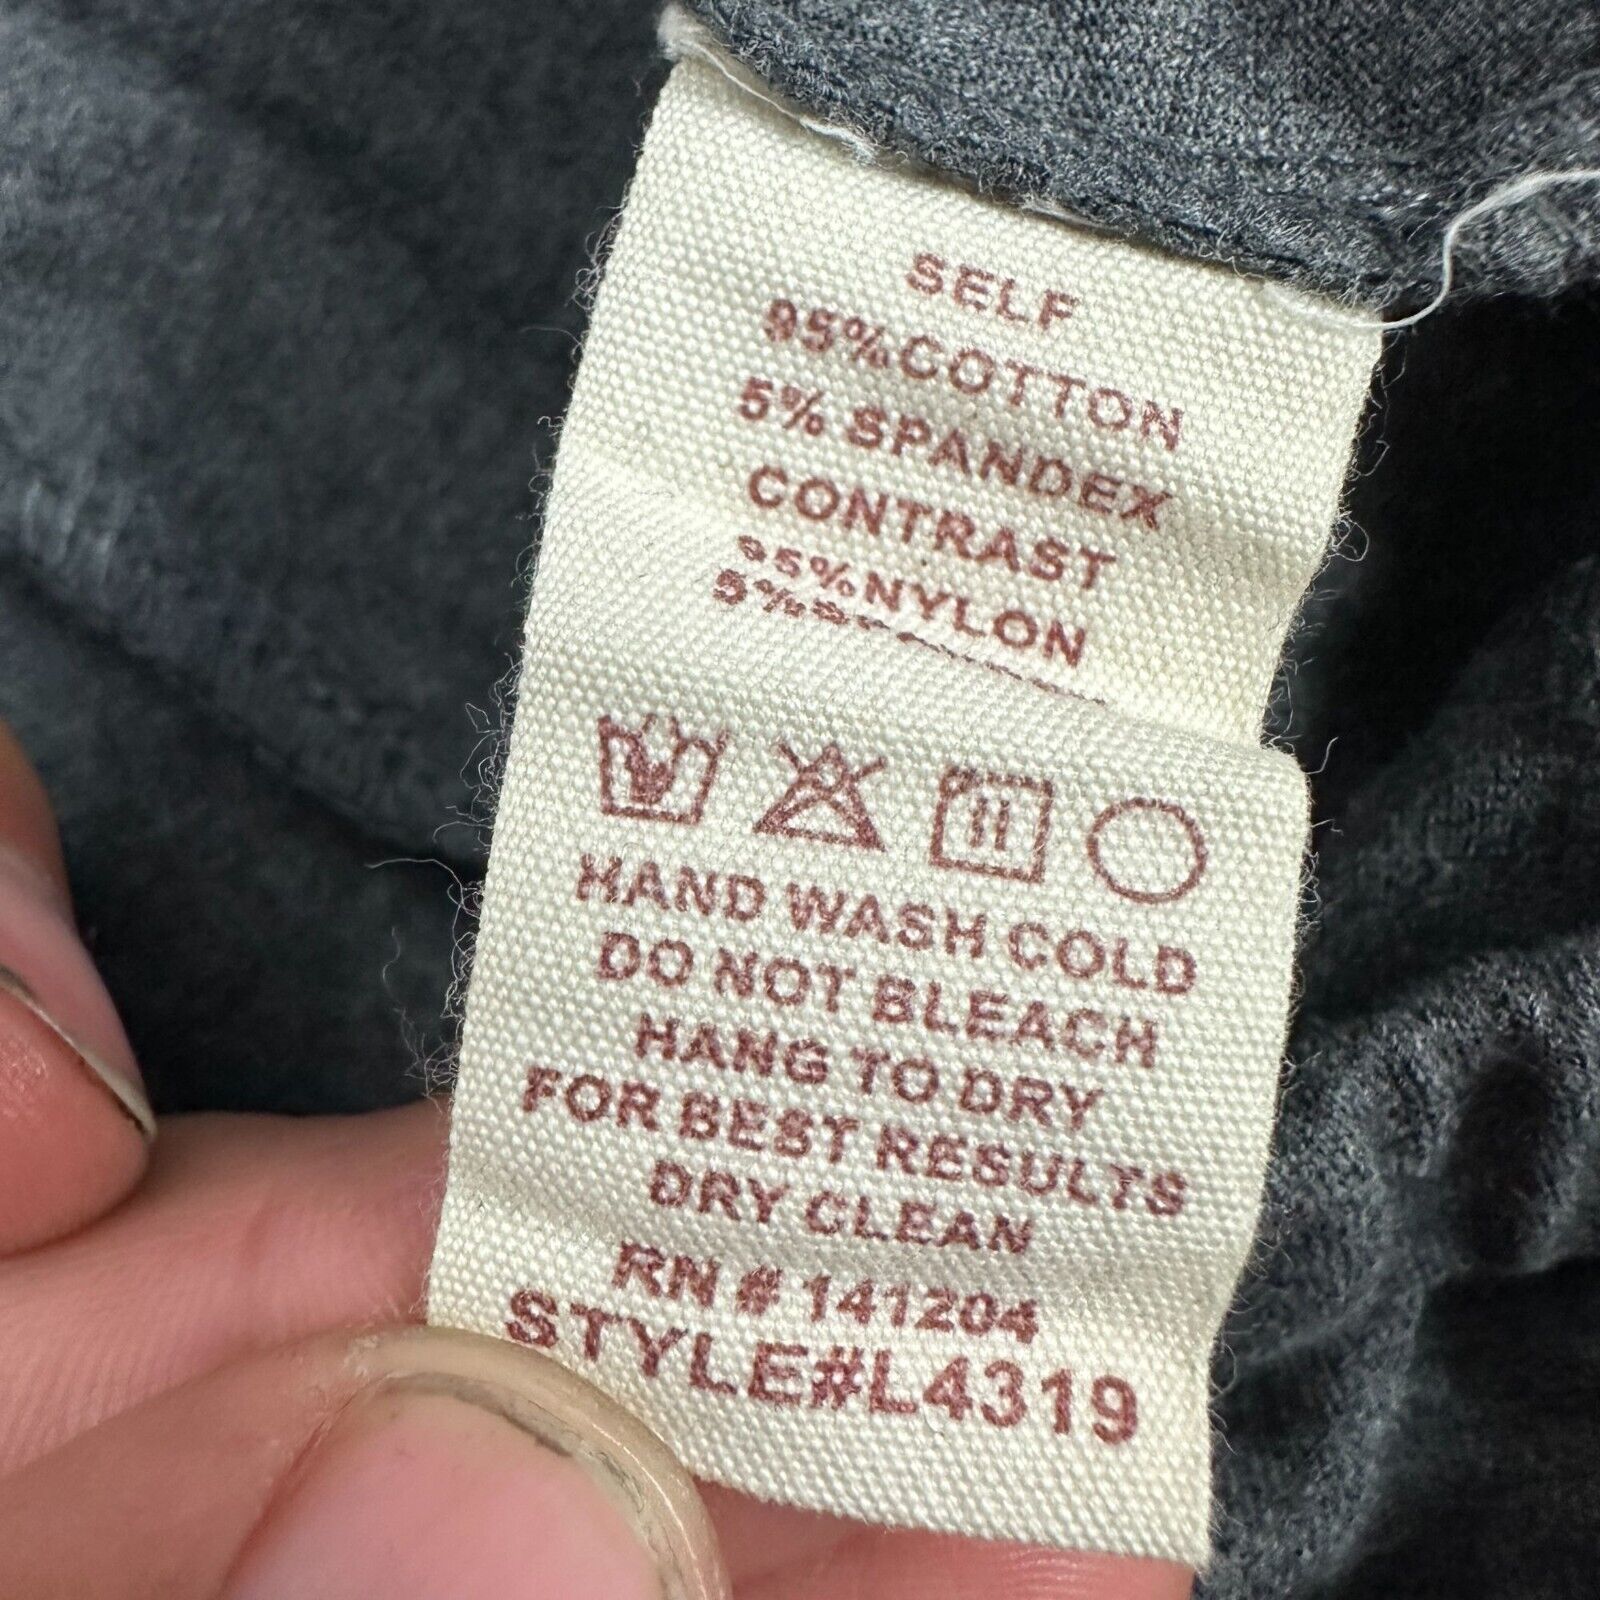 SELF
95%COTTON
5% SPANDEX
CONTRAST
95%NYLON
5%
HAND WASH COLD
DO NOT BLEACH
HANG TO DRY
FOR BEST RESULTS
DRY CLEAN
RN # 141204
STYLE#L4319